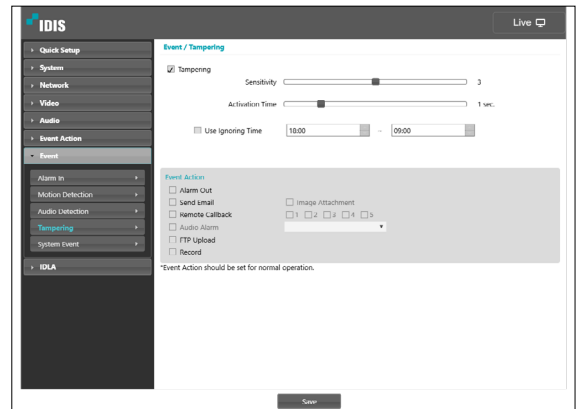 IDIS
Live
Quick Setup
System
Network
Video
Audio
Event Action
Event
Alarm In
Motion Detection
Audio Detection
Tampering
System Event
IDLA
Event / Tampering
Tampering
Sensitivity 3
Activation Time 1 sec.
Use Ignoring Time 18:00 – 09:00
Event Action
Alarm Out
Send Email Image Attachment
Remote Callback 1 2 3 4 5
Audio Alarm
FTP Upload
Record
*Event Action should be set for normal operation.
Save